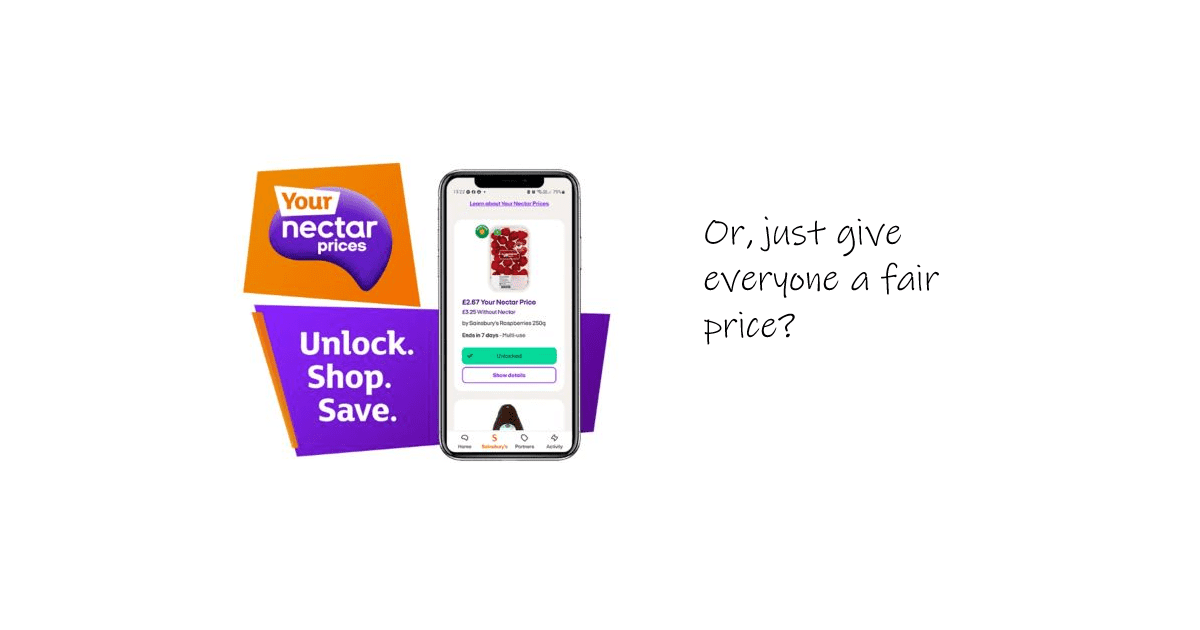 Your
nectar
prices
Unlock.
Shop.
Save.
Learn about Your Nectar Prices
£2.67 Your Nectar Price
£3.25 Without Nectar
by Sainsbury's Raspberries 250g
Ends in 7 days - Multi-use
Unlocked
Show details
Home Sainsbury's Partners Activity
Or, just give
everyone a fair
price?